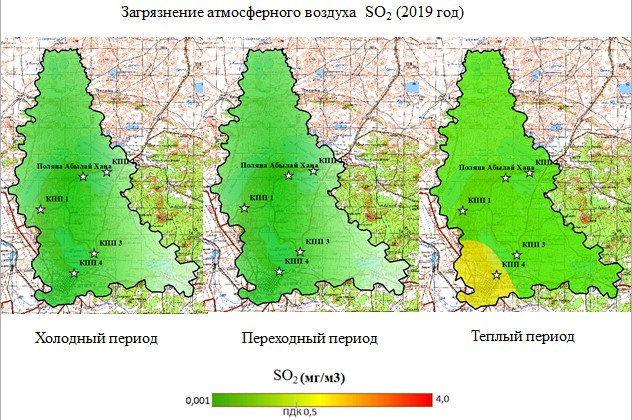 Загрязнение атмосферного воздуха SO₂ (2019 год)
Поляна Абылай Хана
КПП
КПП 1
КПП 3
КПП 4
Поляна Абылай Хана
КПП
КПП 1
КПП 3
КПП 4
Поляна Абылай Хана
КПП
КПП 1
КПП 3
КПП 4
Холодный период
Переходный период
Теплый период
SO₂ (мг/м3)
0,001
4,0
ПДК 0,5